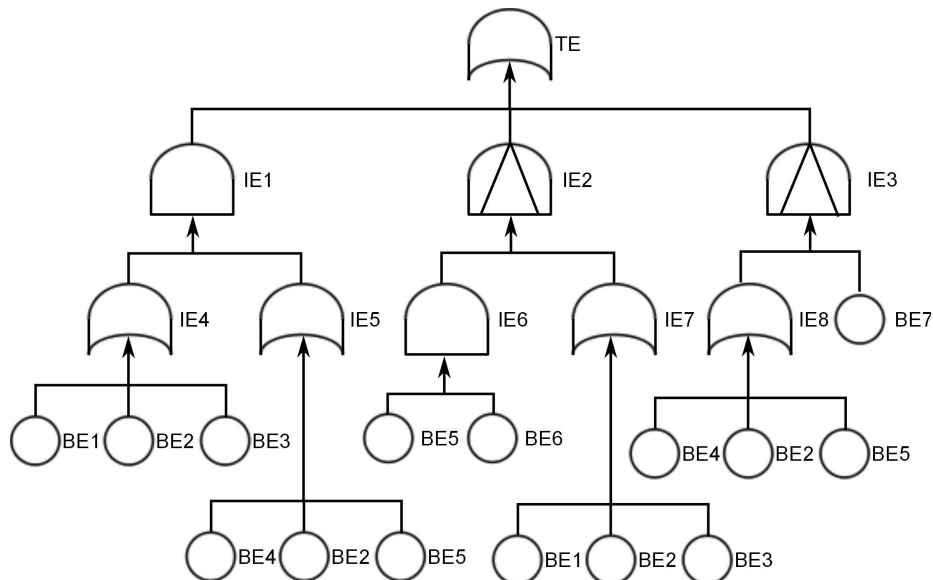 TE
IE1 IE2 IE3
IE4 IE5 IE6 IE7 IE8 BE7
BE1 BE2 BE3 BE5 BE6 BE4 BE2 BE5
BE4 BE2 BE5 BE1 BE2 BE3